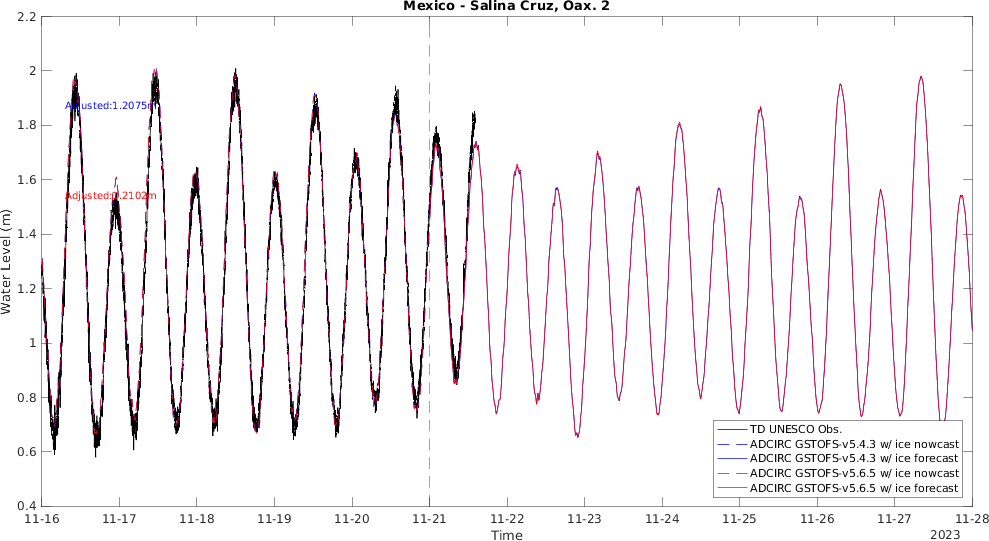 Mexico - Salina Cruz, Oax. 2
2.2
2
1.8
1.6
1.4
1.2
1
0.8
0.6
0.4
Water Level (m)
Adjusted:1.2075m
Adjusted:0.2102m
TD UNESCO Obs.
ADCIRC GSTOFS-v5.4.3 w/ ice nowcast
ADCIRC GSTOFS-v5.4.3 w/ ice forecast
ADCIRC GSTOFS-v5.6.5 w/ ice nowcast
ADCIRC GSTOFS-v5.6.5 w/ ice forecast
11-16 11-17 11-18 11-19 11-20 11-21 11-22 11-23 11-24 11-25 11-26 11-27 11-28
Time
2023